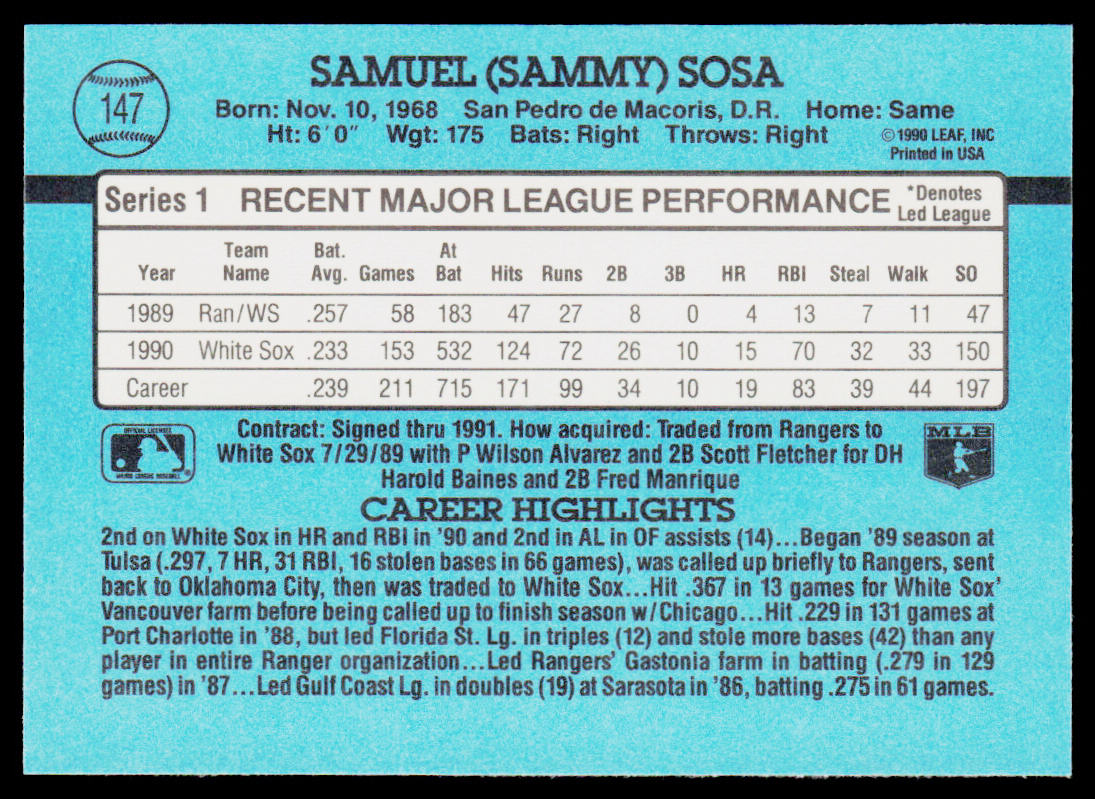 147
SAMUEL (SAMMY) SOSA
Born: Nov. 10, 1968 San Pedro de Macoris, D.R. Home: Same
Ht: 6'0" Wgt: 175 Bats: Right Throws: Right
©1990 LEAF, INC
Printed in USA
Series 1 RECENT MAJOR LEAGUE PERFORMANCE *Denotes Led League
Year Team Name Bat. Avg. Games At Bat Hits Runs 2B 3B HR RBI Steal Walk SO
1989 Ran/WS .257 58 183 47 27 8 0 4 13 7 11 47
1990 White Sox .233 153 532 124 72 26 10 15 70 32 33 150
Career .239 211 715 171 99 34 10 19 83 39 44 197
OFFICIAL LICENSEE
MAJOR LEAGUE BASEBALL
MLB
Contract: Signed thru 1991. How acquired: Traded from Rangers to
White Sox 7/29/89 with P Wilson Alvarez and 2B Scott Fletcher for DH
Harold Baines and 2B Fred Manrique
CAREER HIGHLIGHTS
2nd on White Sox in HR and RBI in '90 and 2nd in AL in OF assists (14)...Began '89 season at
Tulsa (.297, 7 HR, 31 RBI, 16 stolen bases in 66 games), was called up briefly to Rangers, sent
back to Oklahoma City, then was traded to White Sox...Hit .367 in 13 games for White Sox'
Vancouver farm before being called up to finish season w/Chicago...Hit .229 in 131 games at
Port Charlotte in '88, but led Florida St. Lg. in triples (12) and stole more bases (42) than any
player in entire Ranger organization...Led Rangers' Gastonia farm in batting (.279 in 129
games) in '87...Led Gulf Coast Lg. in doubles (19) at Sarasota in '86, batting .275 in 61 games.